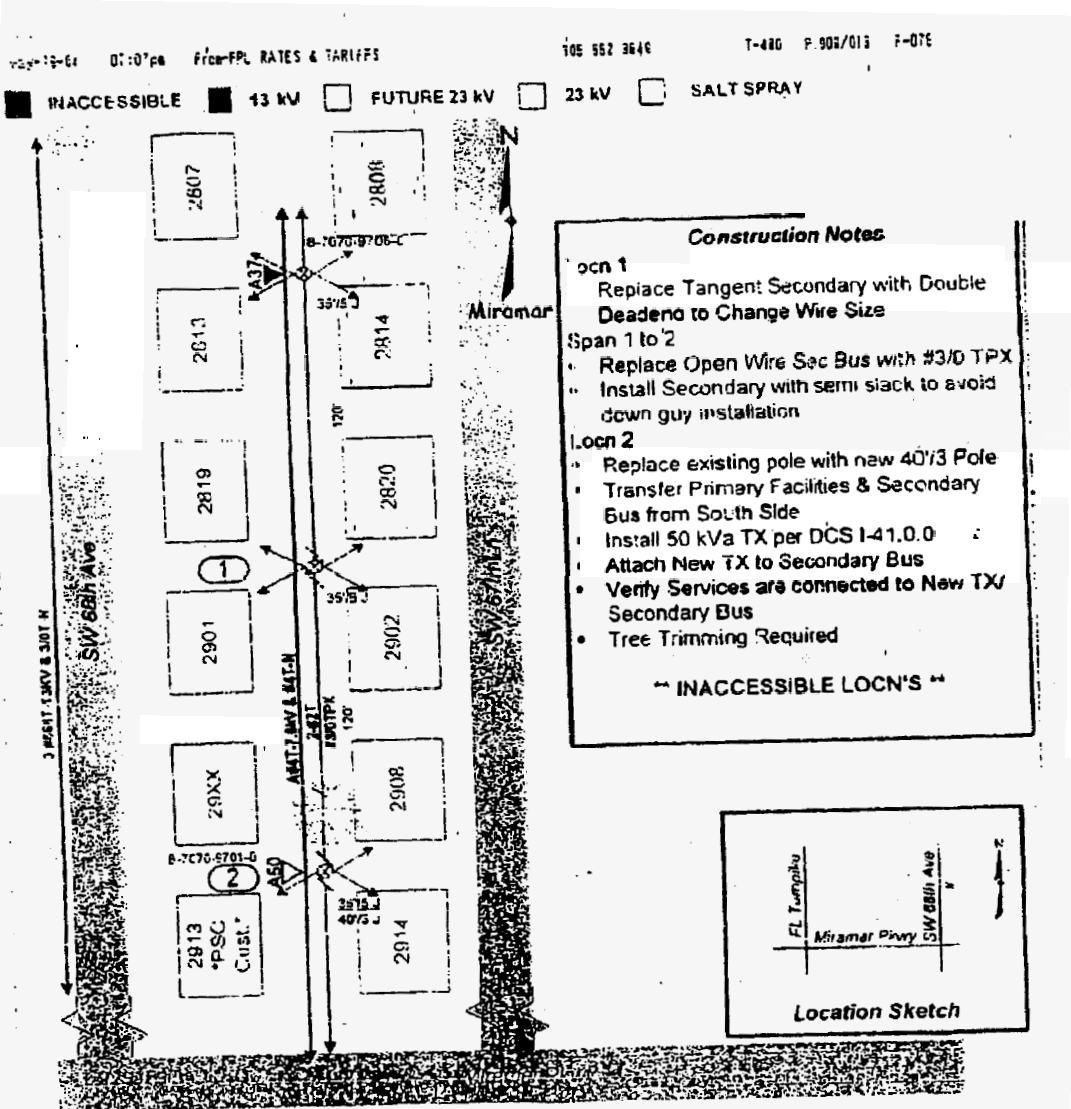 07:07pm From-FPL RATES & TARIFFS
INACCESSIBLE 13 kV FUTURE 23 kV 23 kV SALT SPRAY
2807
2808
N
Miramar
A37
2813
2814
120'
2819
2820
1
SW 68th Ave
2901
2902
120'
29XX
2908
2
A50
2913
*PSC
Cust.*
2914
Construction Notes
Locn 1
Replace Tangent Secondary with Double
Deadend to Change Wire Size
Span 1 to 2
Replace Open Wire Sec Bus with #3/0 TPX
Install Secondary with semi slack to avoid
down guy installation
Locn 2
Replace existing pole with new 40'/3 Pole
Transfer Primary Facilities & Secondary
Bus from South Side
Install 50 kVa TX per DCS I-41.0.0
Attach New TX to Secondary Bus
Verify Services are connected to New TX/
Secondary Bus
Tree Trimming Required
** INACCESSIBLE LOCN'S **
FL Turnpike
Miramar Pkwy
SW 68th Ave
Location Sketch